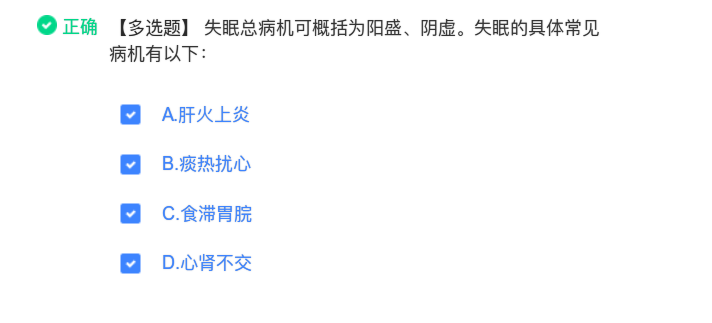 正确 【多选题】 失眠总病机可概括为阳盛、阴虚。失眠的具体常见
病机有以下：
A.肝火上炎
B.痰热扰心
C.食滞胃脘
D.心肾不交